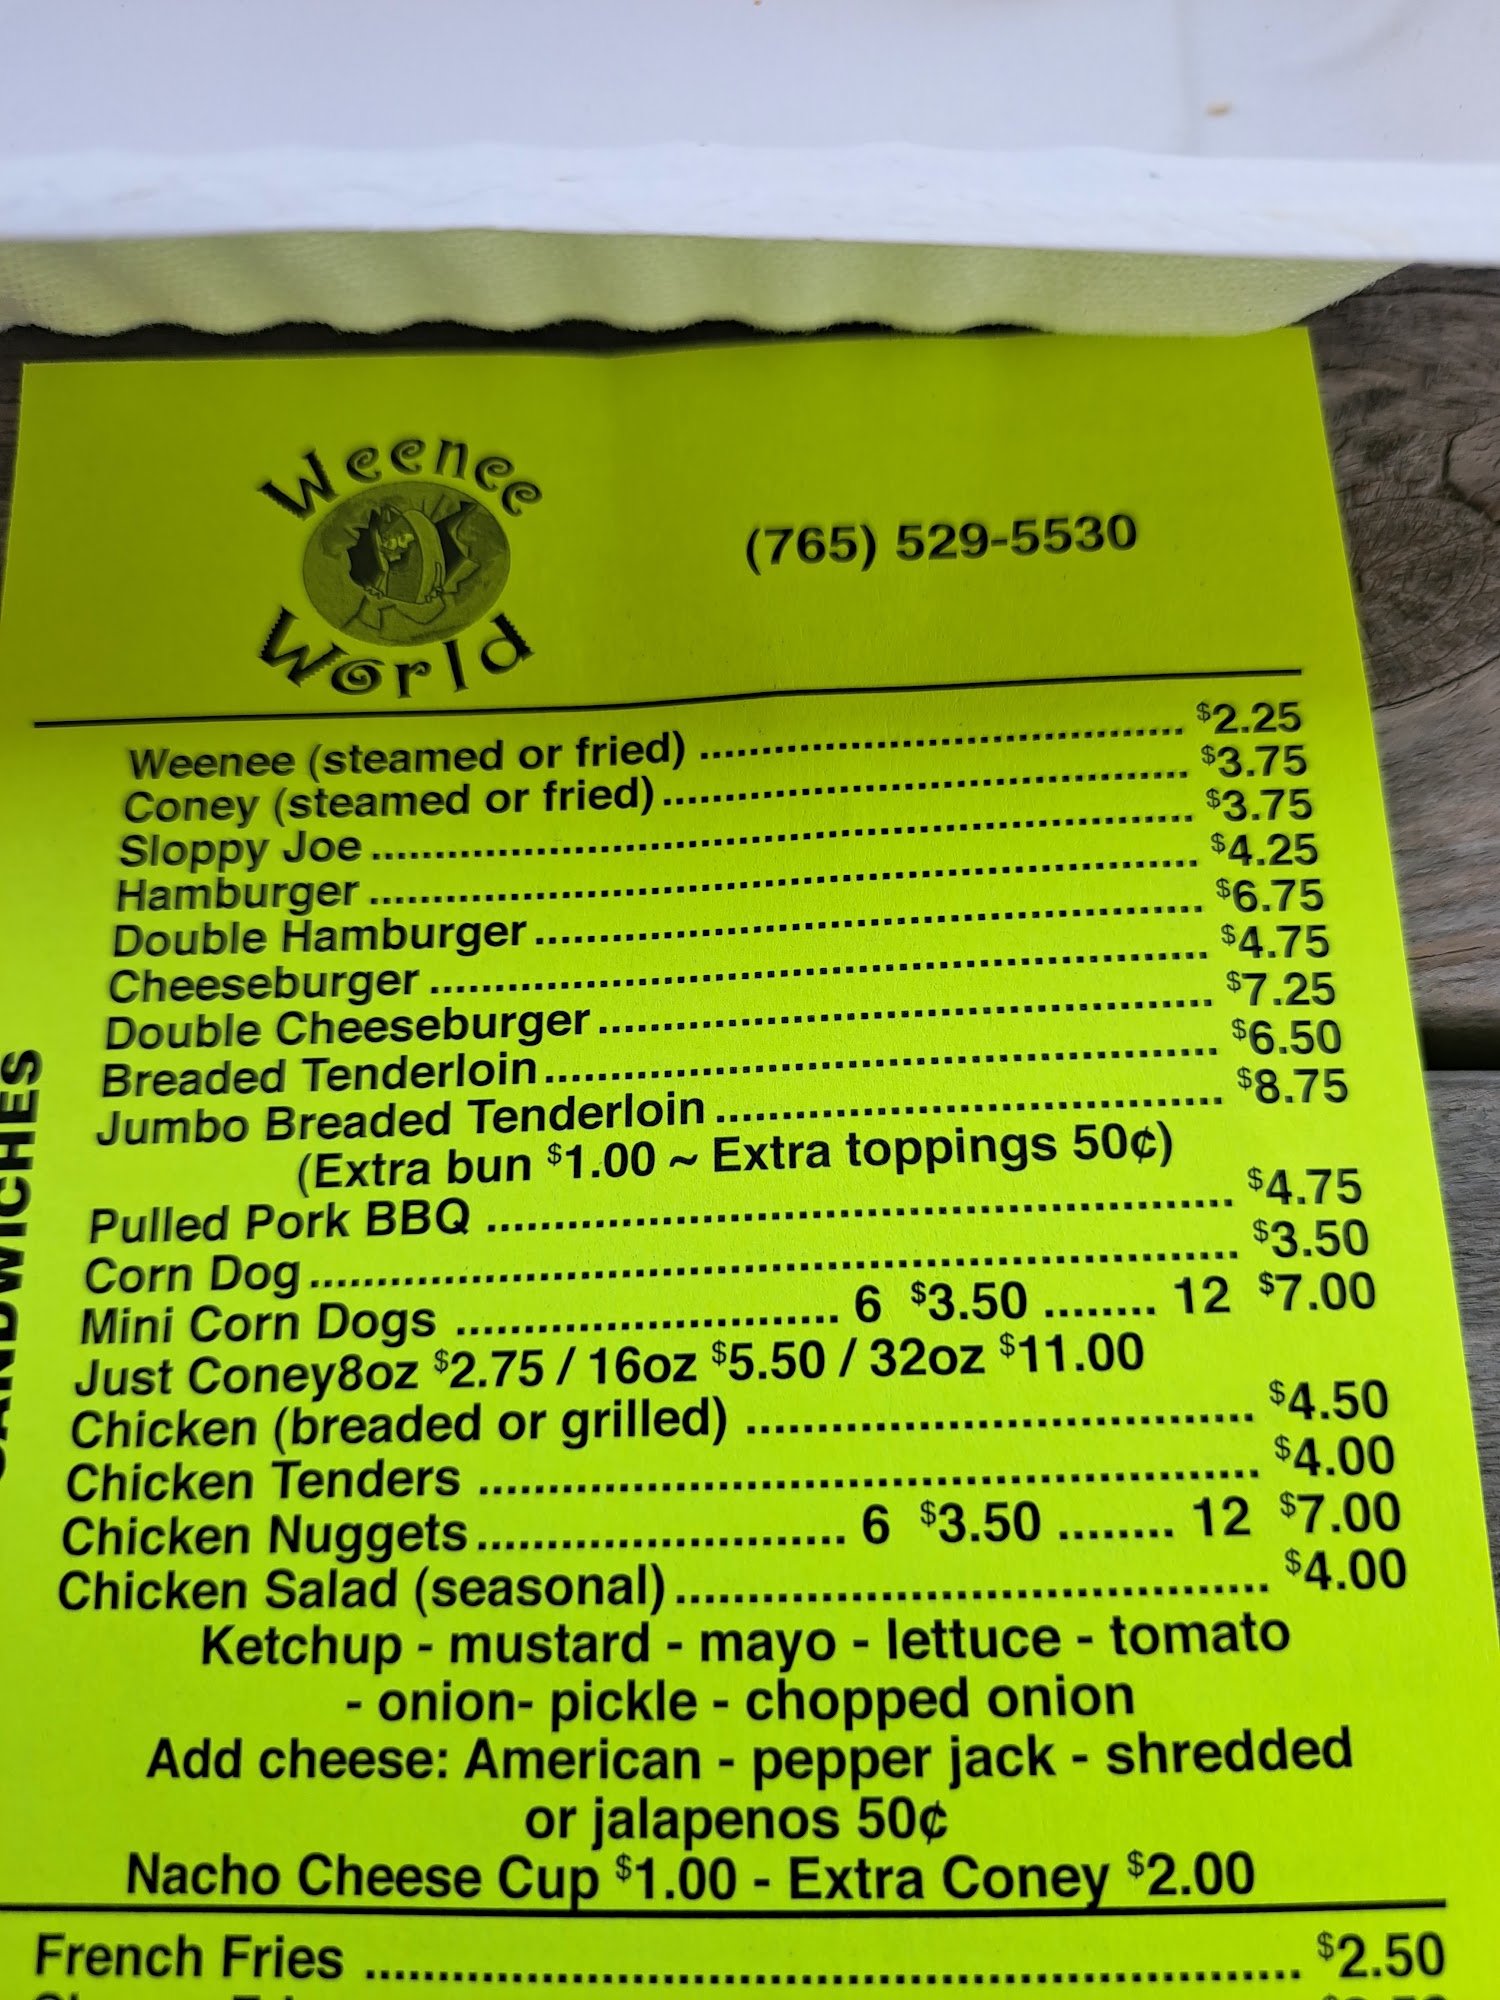 Weenee
World
(765) 529-5530
SANDWICHES
Weenee (steamed or fried) ........ $2.25
Coney (steamed or fried) ........ $3.75
Sloppy Joe ........ $3.75
Hamburger ........ $4.25
Double Hamburger ........ $6.75
Cheeseburger ........ $4.75
Double Cheeseburger ........ $7.25
Breaded Tenderloin ........ $6.50
Jumbo Breaded Tenderloin ........ $8.75
(Extra bun $1.00 ~ Extra toppings 50¢)
Pulled Pork BBQ ........ $4.75
Corn Dog ........ $3.50
Mini Corn Dogs ........ 6 $3.50 ........ 12 $7.00
Just Coney8oz $2.75 / 16oz $5.50 / 32oz $11.00
Chicken (breaded or grilled) ........ $4.50
Chicken Tenders ........ $4.00
Chicken Nuggets ........ 6 $3.50 ........ 12 $7.00
Chicken Salad (seasonal) ........ $4.00
Ketchup - mustard - mayo - lettuce - tomato
- onion- pickle - chopped onion
Add cheese: American - pepper jack - shredded
or jalapenos 50¢
Nacho Cheese Cup $1.00 - Extra Coney $2.00
French Fries ........ $2.50